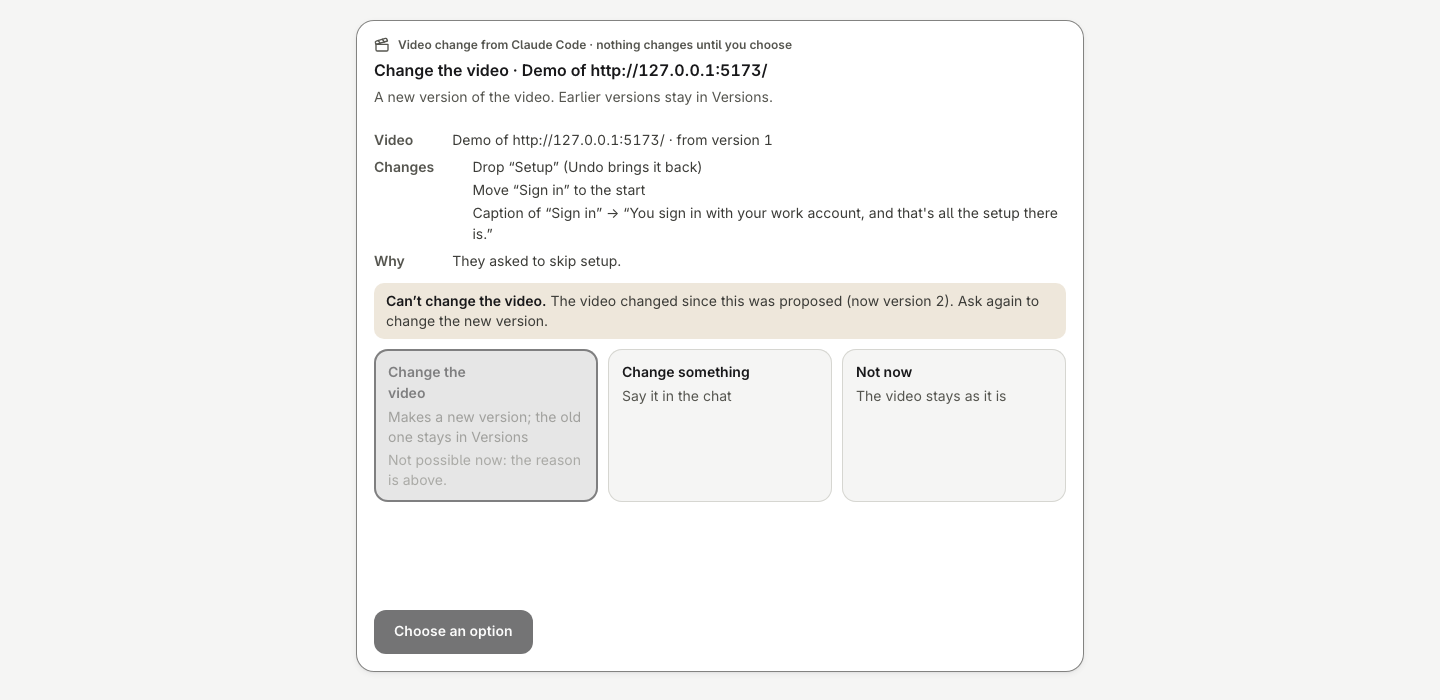 Video change from Claude Code · nothing changes until you choose
Change the video · Demo of http://127.0.0.1:5173/
A new version of the video. Earlier versions stay in Versions.
Video Demo of http://127.0.0.1:5173/ · from version 1
Changes Drop “Setup” (Undo brings it back)
Move “Sign in” to the start
Caption of “Sign in” → “You sign in with your work account, and that's all the setup there
is.”
Why They asked to skip setup.
Can’t change the video. The video changed since this was proposed (now version 2). Ask again to
change the new version.
Change the
video
Makes a new version; the old
one stays in Versions
Not possible now: the reason
is above.
Change something
Say it in the chat
Not now
The video stays as it is
Choose an option